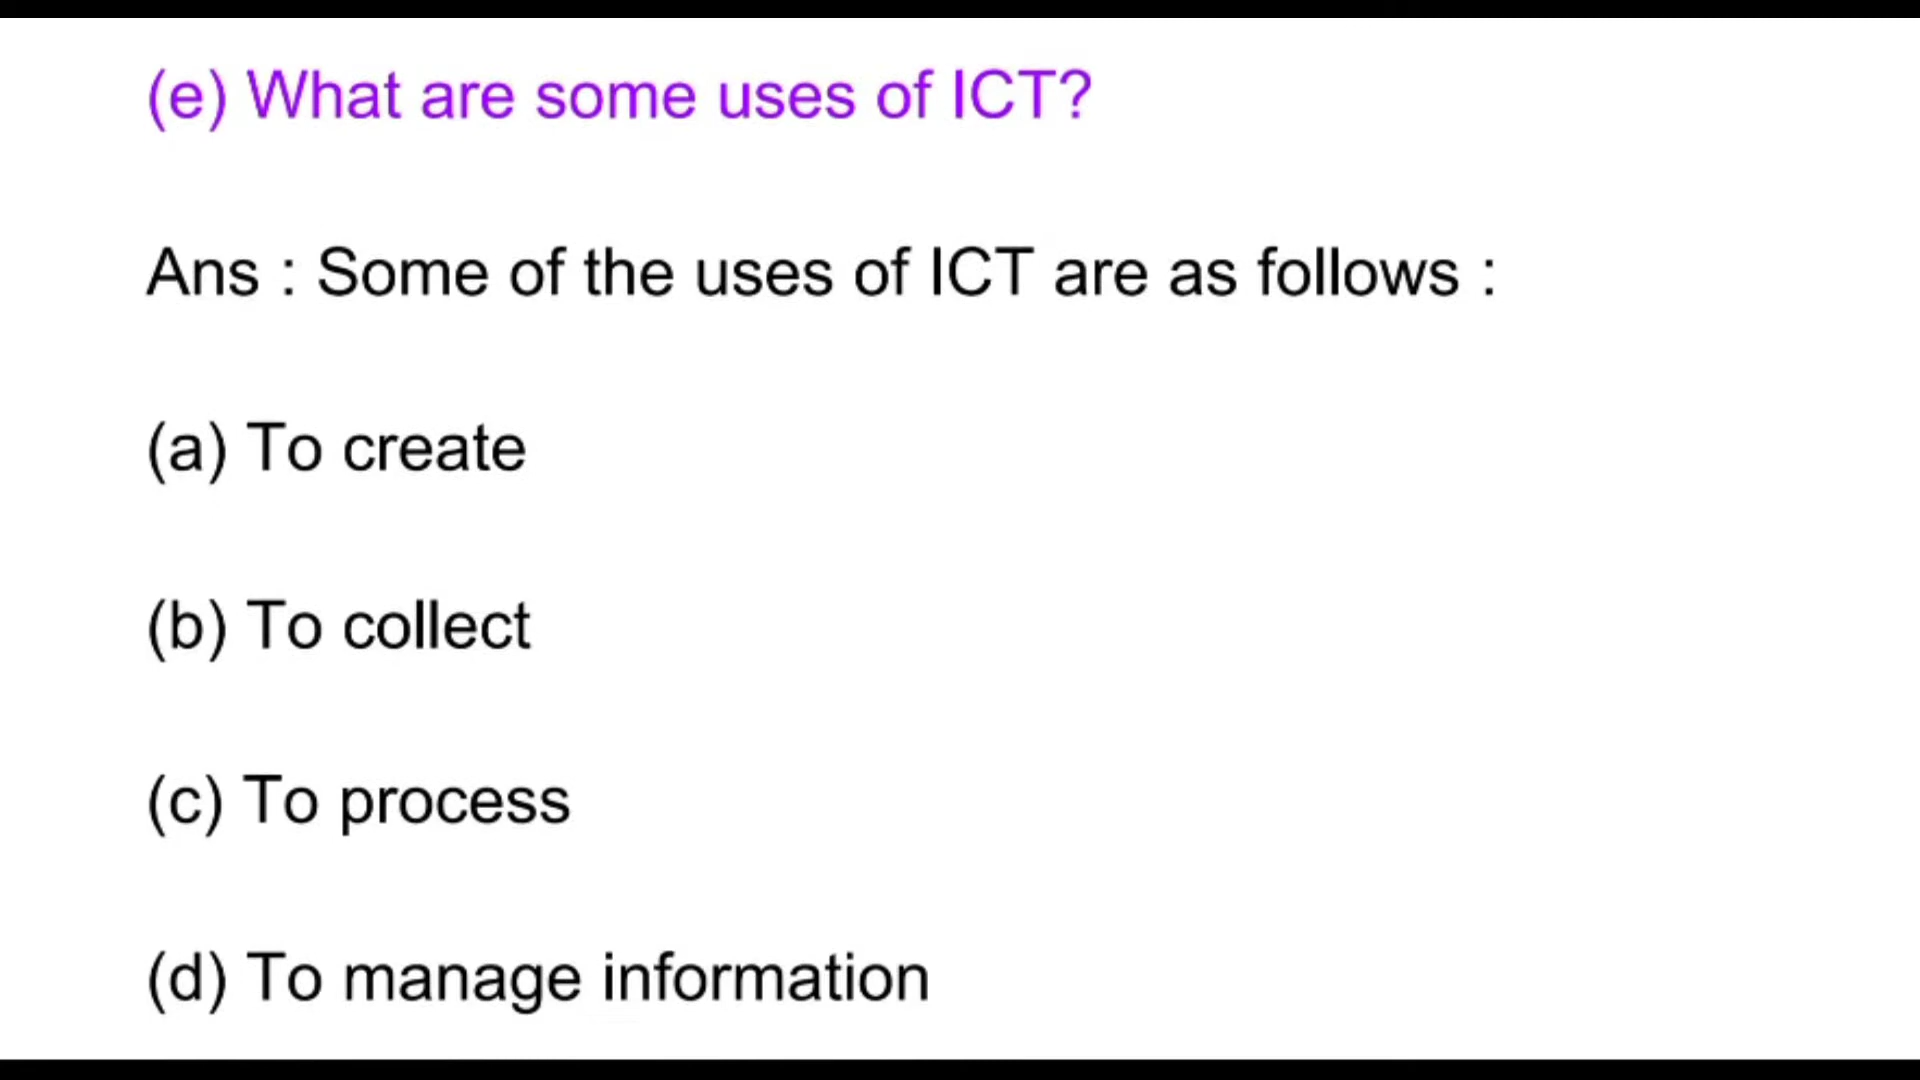 (e) What are some uses of ICT?
Ans : Some of the uses of ICT are as follows :
(a) To create
(b) To collect
(c) To process
(d) To manage information